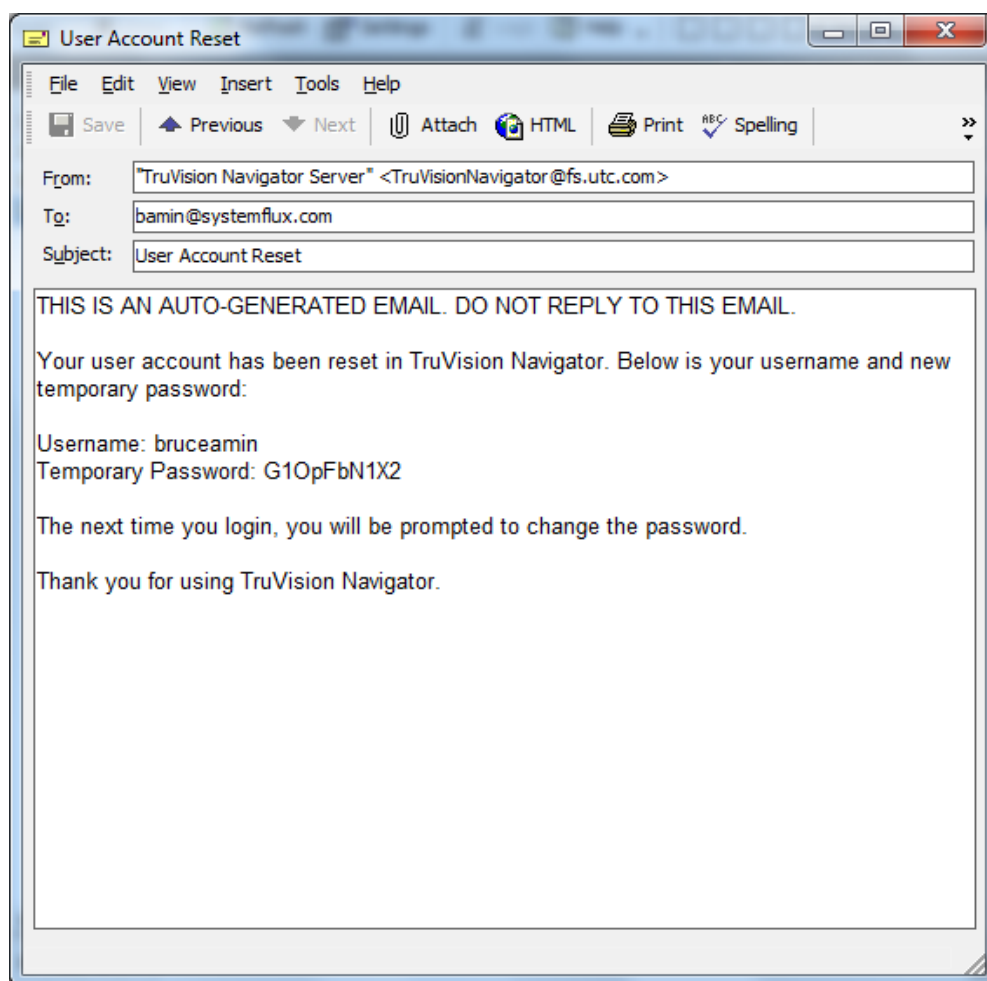 User Account Reset
File Edit View Insert Tools Help
Save Previous Next Attach HTML Print ABC Spelling
From: "TruVision Navigator Server" <TruVisionNavigator@fs.utc.com>
To: bamin@systemflux.com
Subject: User Account Reset
THIS IS AN AUTO-GENERATED EMAIL. DO NOT REPLY TO THIS EMAIL.
Your user account has been reset in TruVision Navigator. Below is your username and new
temporary password:
Username: bruceamin
Temporary Password: G1OpFbN1X2
The next time you login, you will be prompted to change the password.
Thank you for using TruVision Navigator.